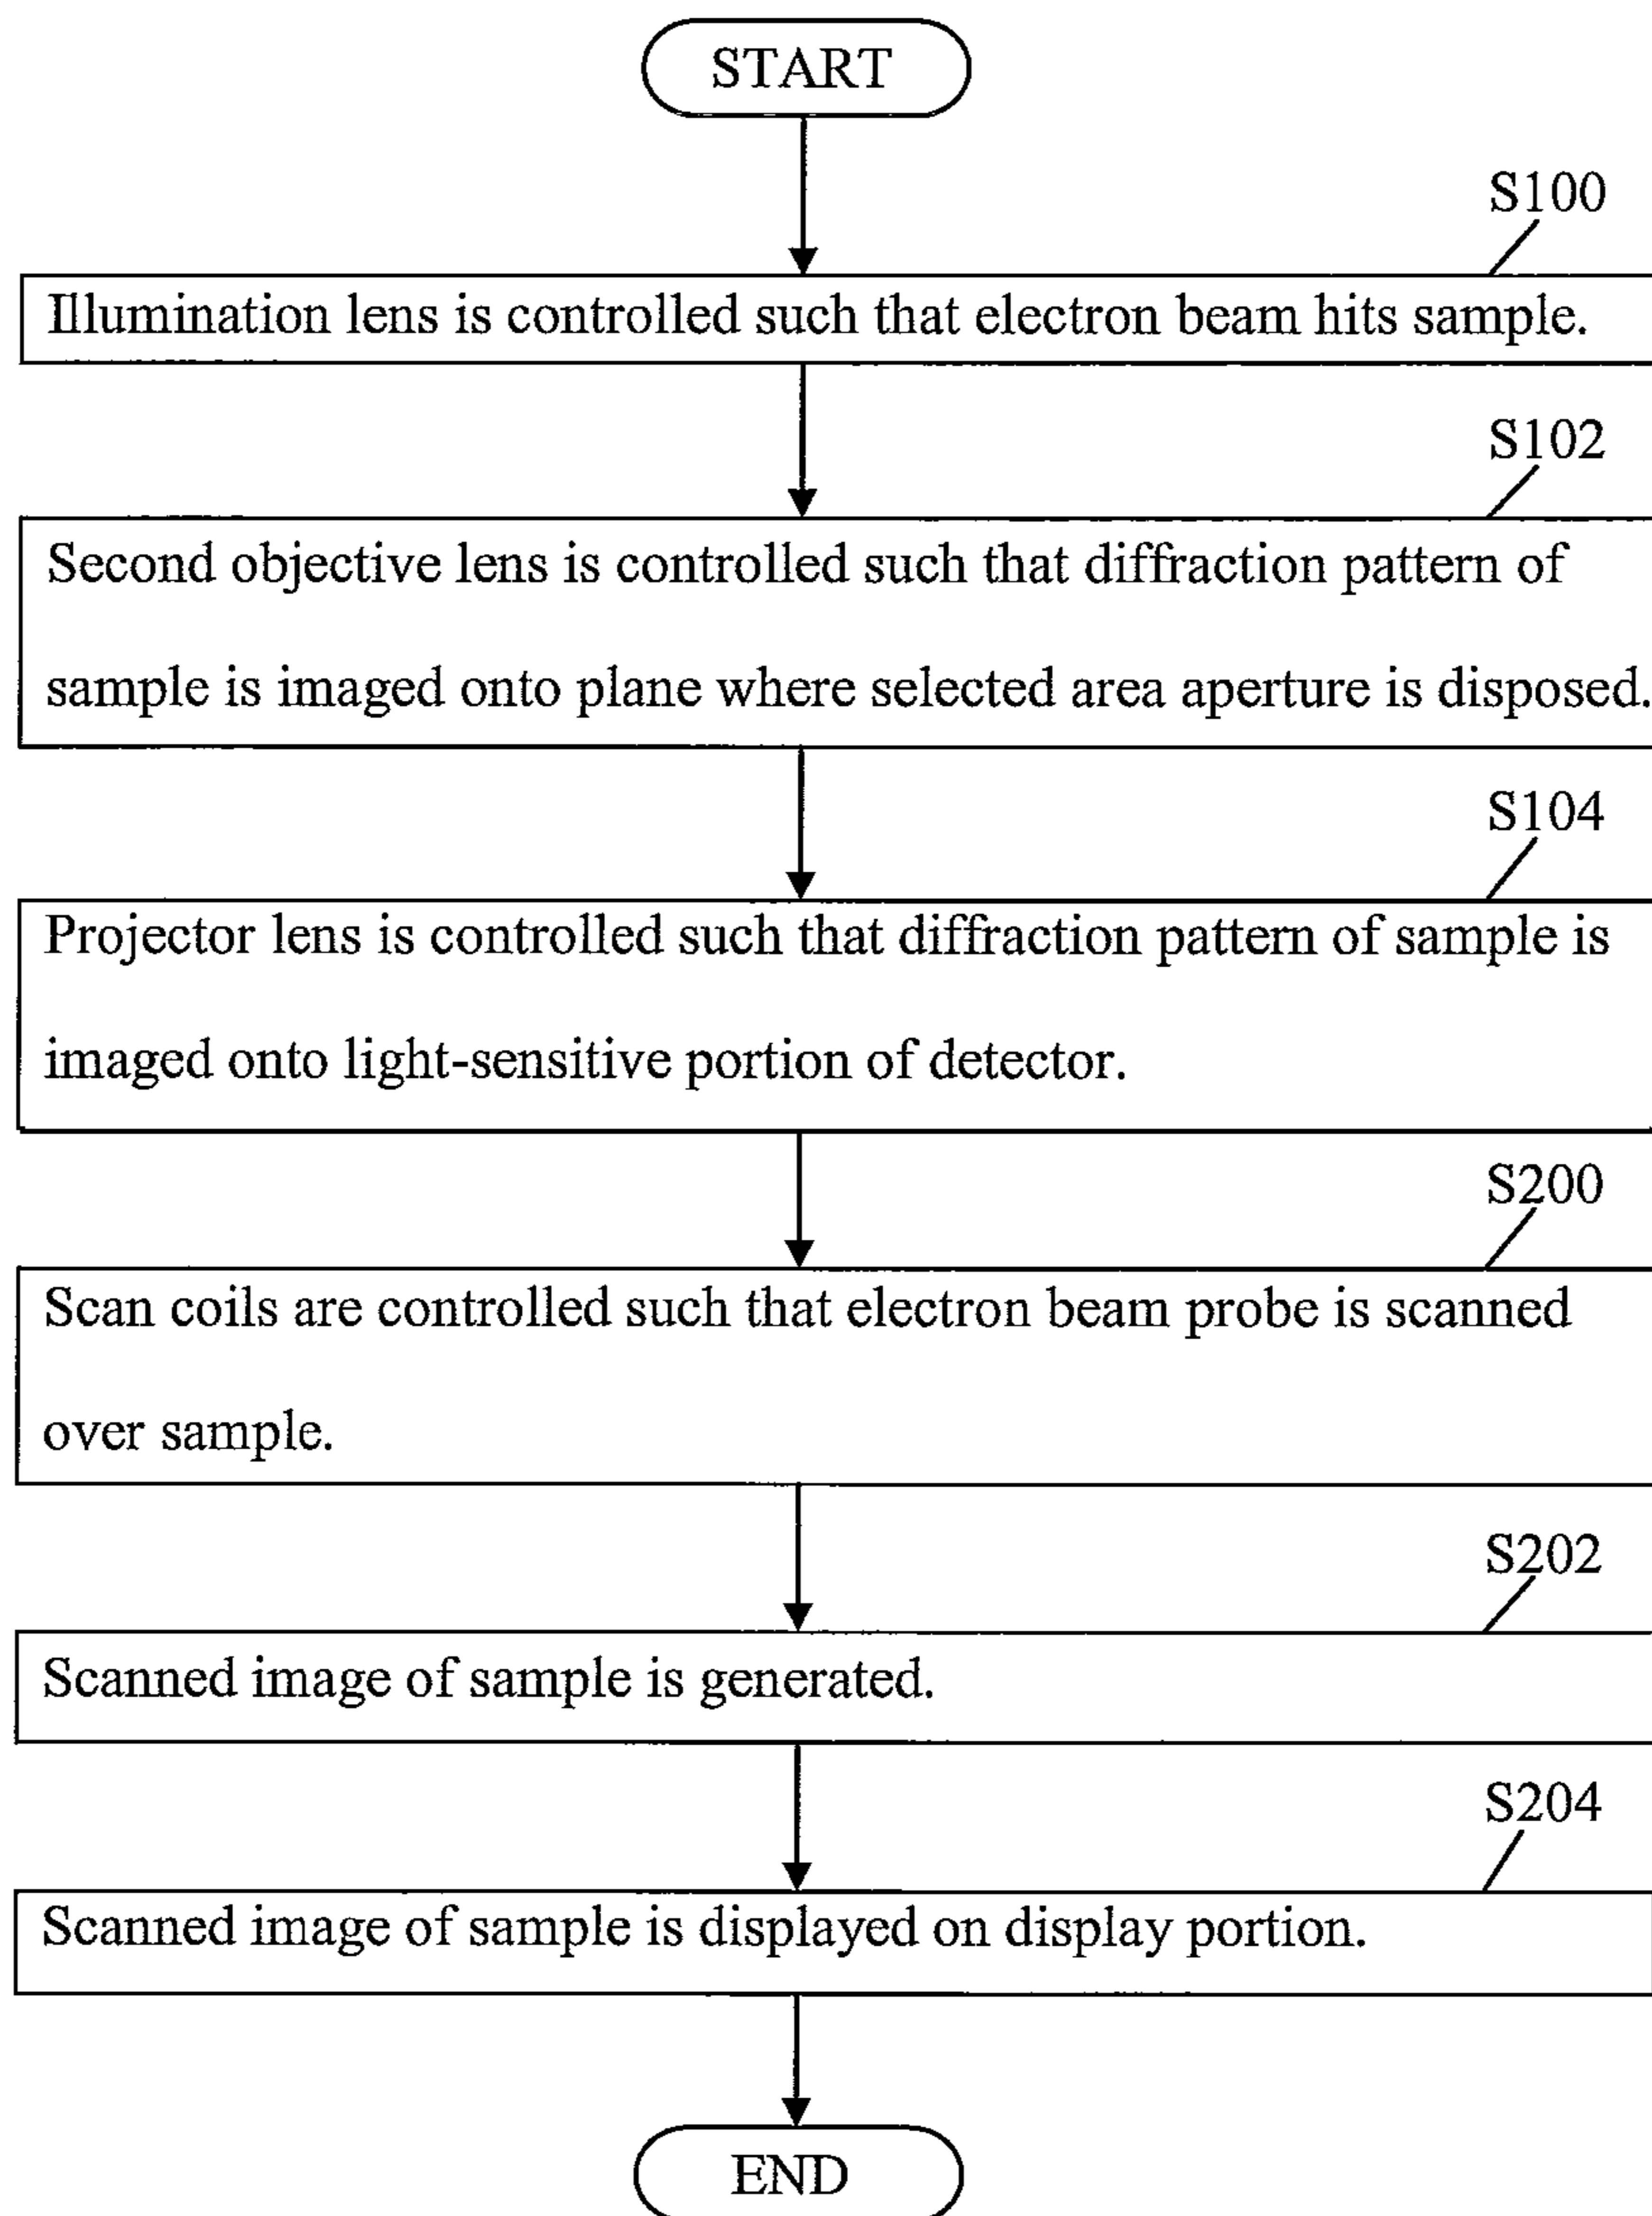 START
S100
Illumination lens is controlled such that electron beam hits sample.
S102
Second objective lens is controlled such that diffraction pattern of
sample is imaged onto plane where selected area aperture is disposed.
S104
Projector lens is controlled such that diffraction pattern of sample is
imaged onto light-sensitive portion of detector.
S200
Scan coils are controlled such that electron beam probe is scanned
over sample.
S202
Scanned image of sample is generated.
S204
Scanned image of sample is displayed on display portion.
END